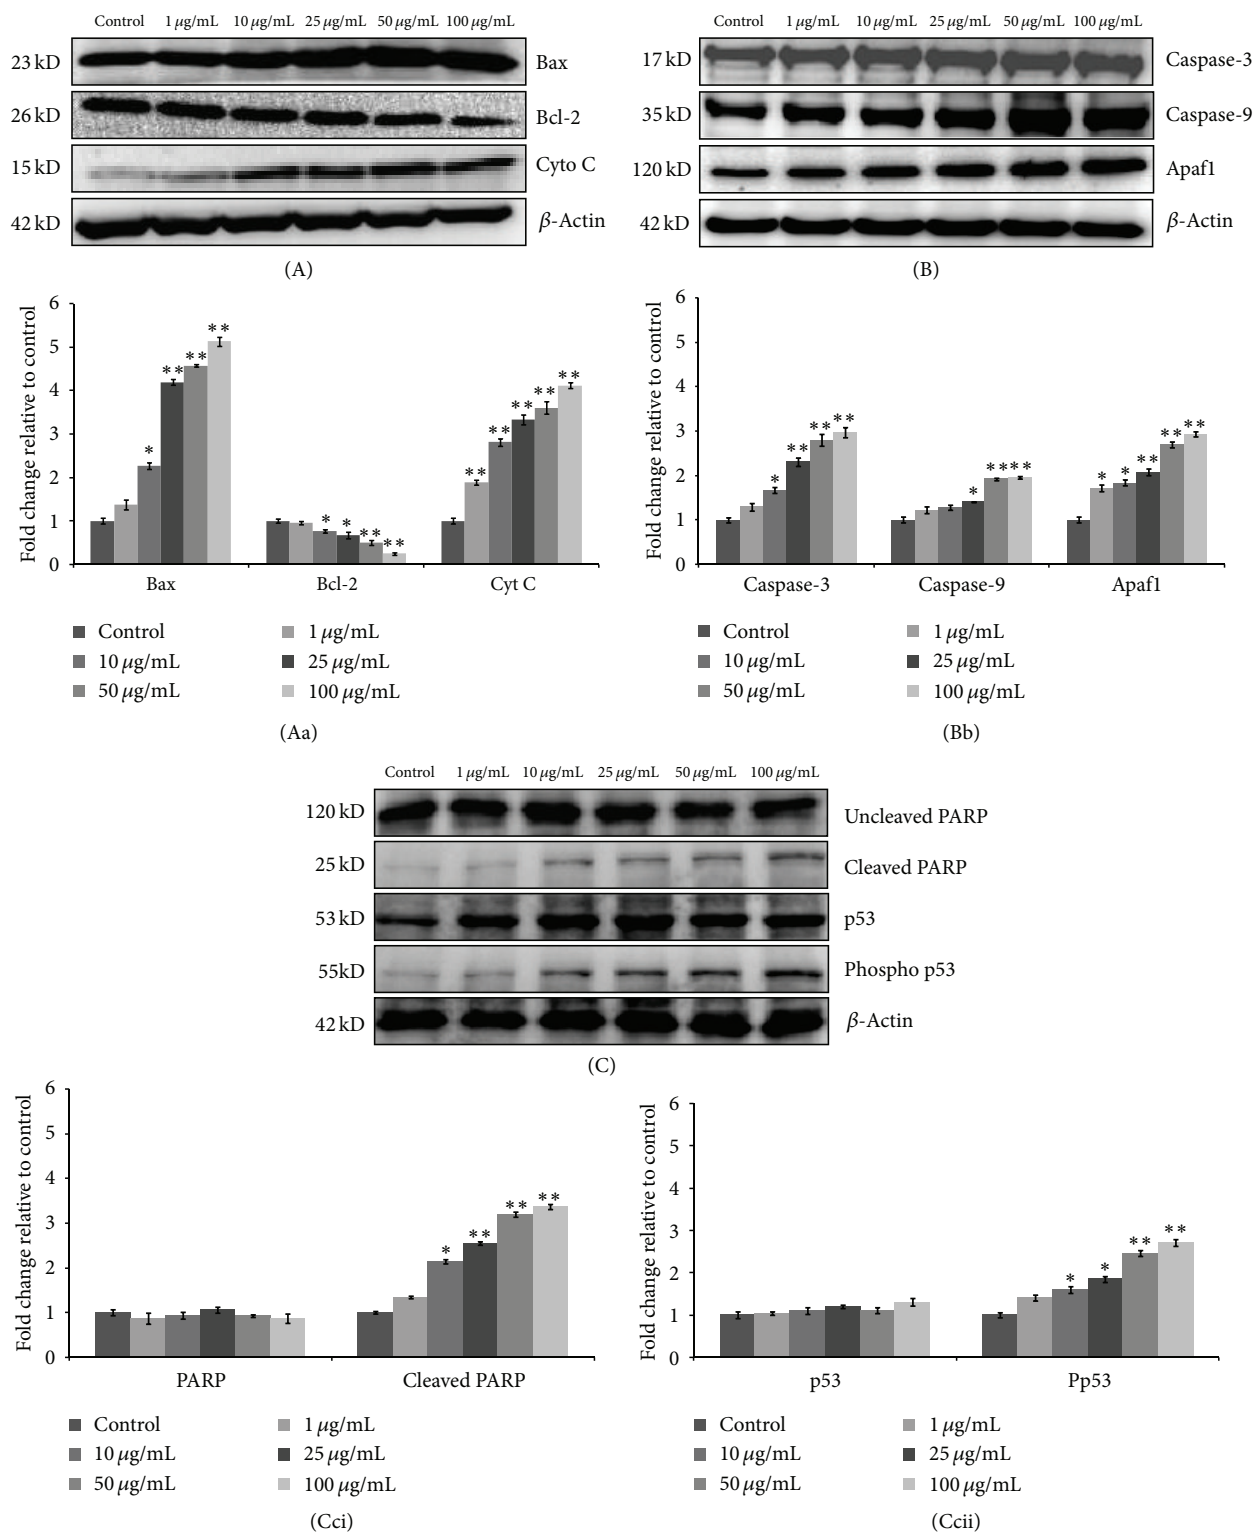 Control 1 μg/mL 10 μg/mL 25 μg/mL 50 μg/mL 100 μg/mL
23 kD Bax
26 kD Bcl-2
15 kD Cyto C
42 kD β-Actin
(A)
Control 1 μg/mL 10 μg/mL 25 μg/mL 50 μg/mL 100 μg/mL
17 kD Caspase-3
35 kD Caspase-9
120 kD Apaf1
42 kD β-Actin
(B)
Fold change relative to control
6
5
4
3
2
1
0
** ** ** * * * ** ** ** ** ** ** **
Bax Bcl-2 Cyt C
Control 1 μg/mL
10 μg/mL 25 μg/mL
50 μg/mL 100 μg/mL
(Aa)
Fold change relative to control
6
5
4
3
2
1
0
* ** ** ** * ** ** * * ** ** **
Caspase-3 Caspase-9 Apaf1
Control 1 μg/mL
10 μg/mL 25 μg/mL
50 μg/mL 100 μg/mL
(Bb)
Control 1 μg/mL 10 μg/mL 25 μg/mL 50 μg/mL 100 μg/mL
120 kD Uncleaved PARP
25 kD Cleaved PARP
53 kD p53
55kD Phospho p53
42 kD β-Actin
(C)
Fold change relative to control
6
5
4
3
2
1
0
* ** ** **
PARP Cleaved PARP
Control 1 μg/mL
10 μg/mL 25 μg/mL
50 μg/mL 100 μg/mL
(Cci)
Fold change relative to control
6
5
4
3
2
1
0
* * ** **
p53 Pp53
Control 1 μg/mL
10 μg/mL 25 μg/mL
50 μg/mL 100 μg/mL
(Ccii)